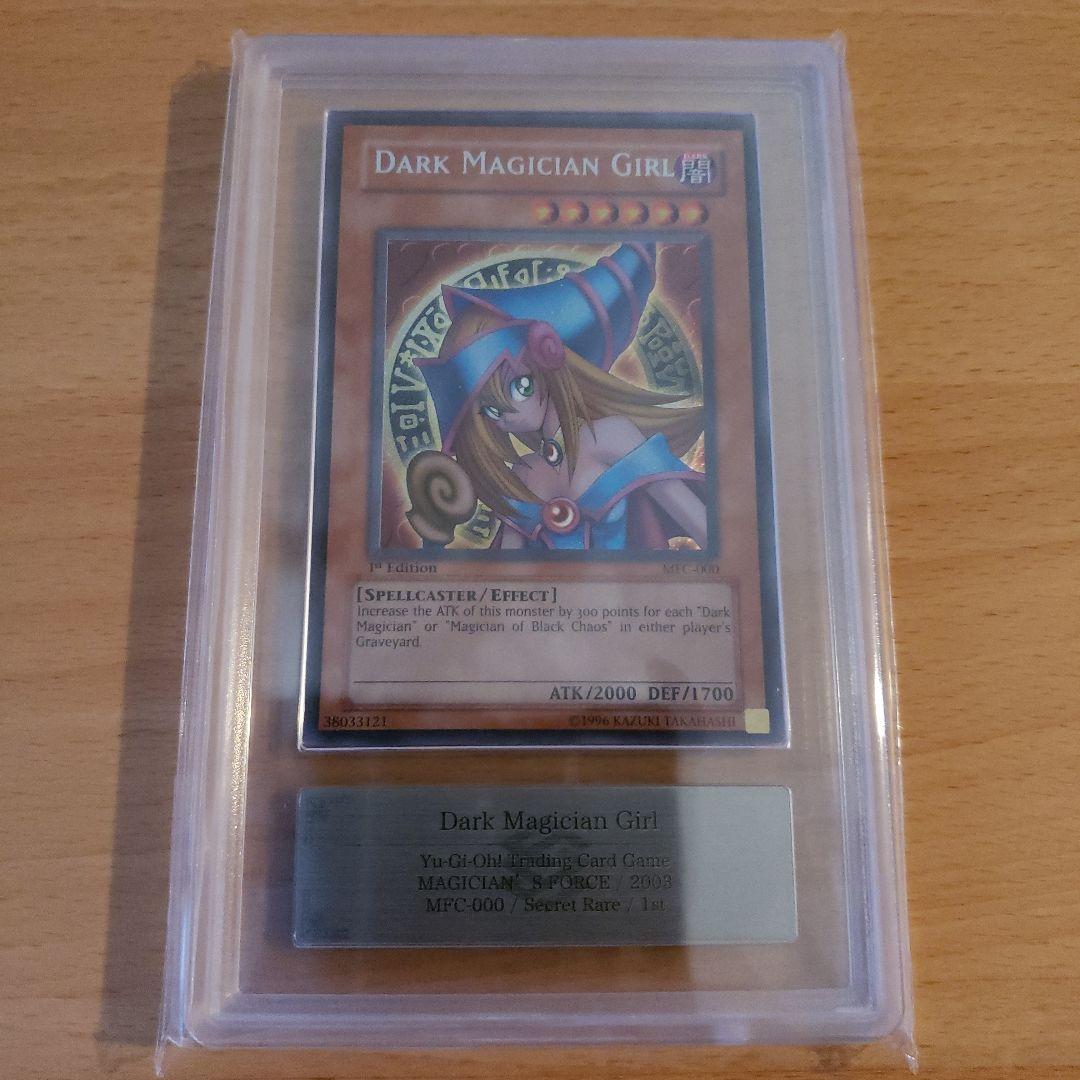 DARK MAGICIAN GIRL
DARK
闇
1st Edition
MFC-000
[SPELLCASTER/EFFECT]
Increase the ATK of this monster by 300 points for each "Dark
Magician" or "Magician of Black Chaos" in either player's
Graveyard.
ATK/2000 DEF/1700
38033121
©1996 KAZUKI TAKAHASHI
Dark Magician Girl
Yu-Gi-Oh! Trading Card Game
MAGICIAN'S FORCE / 2003
MFC-000 / Secret Rare / 1st